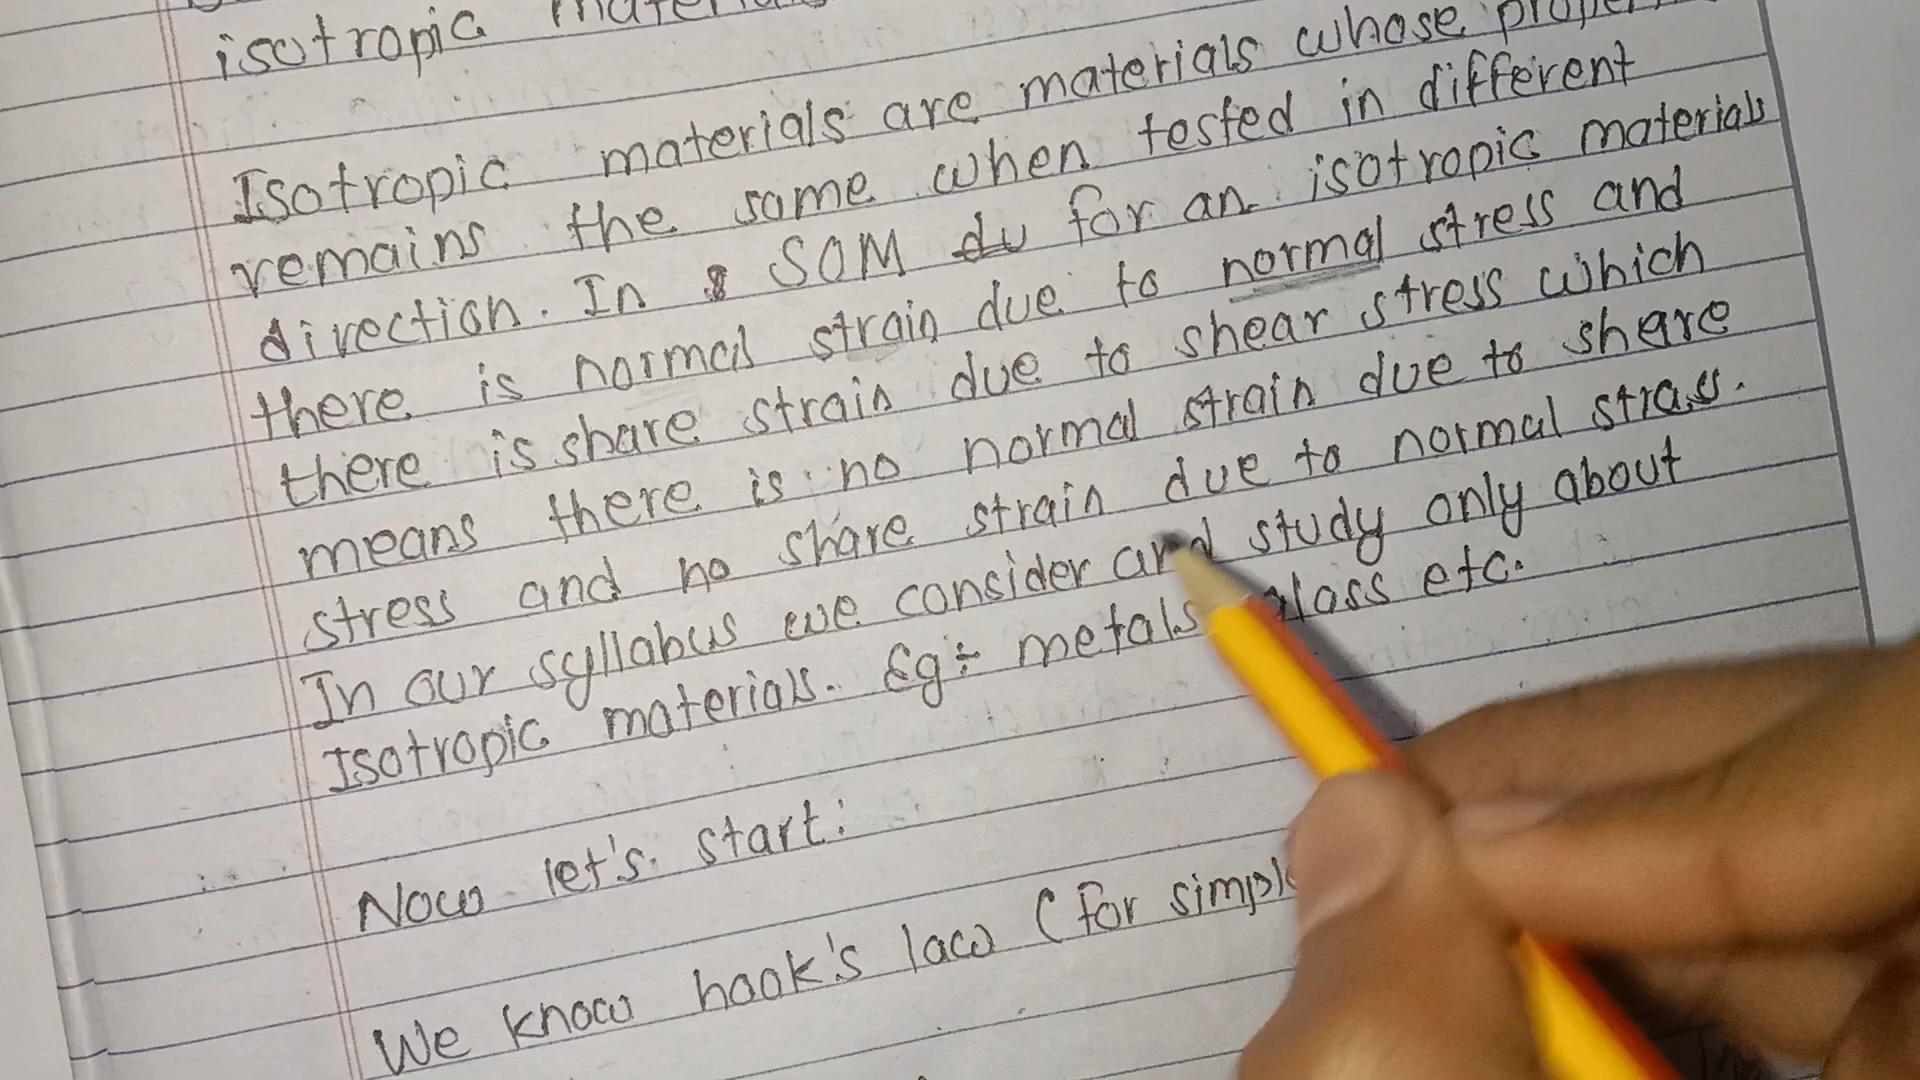 isotropic
Isotropic materials are materials whose
remains the same when tested in different
direction. In SOM for an isotropic materials
there is normal strain due to normal stress and
there is share strain due to shear stress which
means there is no normal strain due to share
stress and no share strain due to normal strass.
In our syllabus we consider and study only about
Isotropic materials. Eg÷ metals glass etc.
Now let's start:
We know hook's law (for